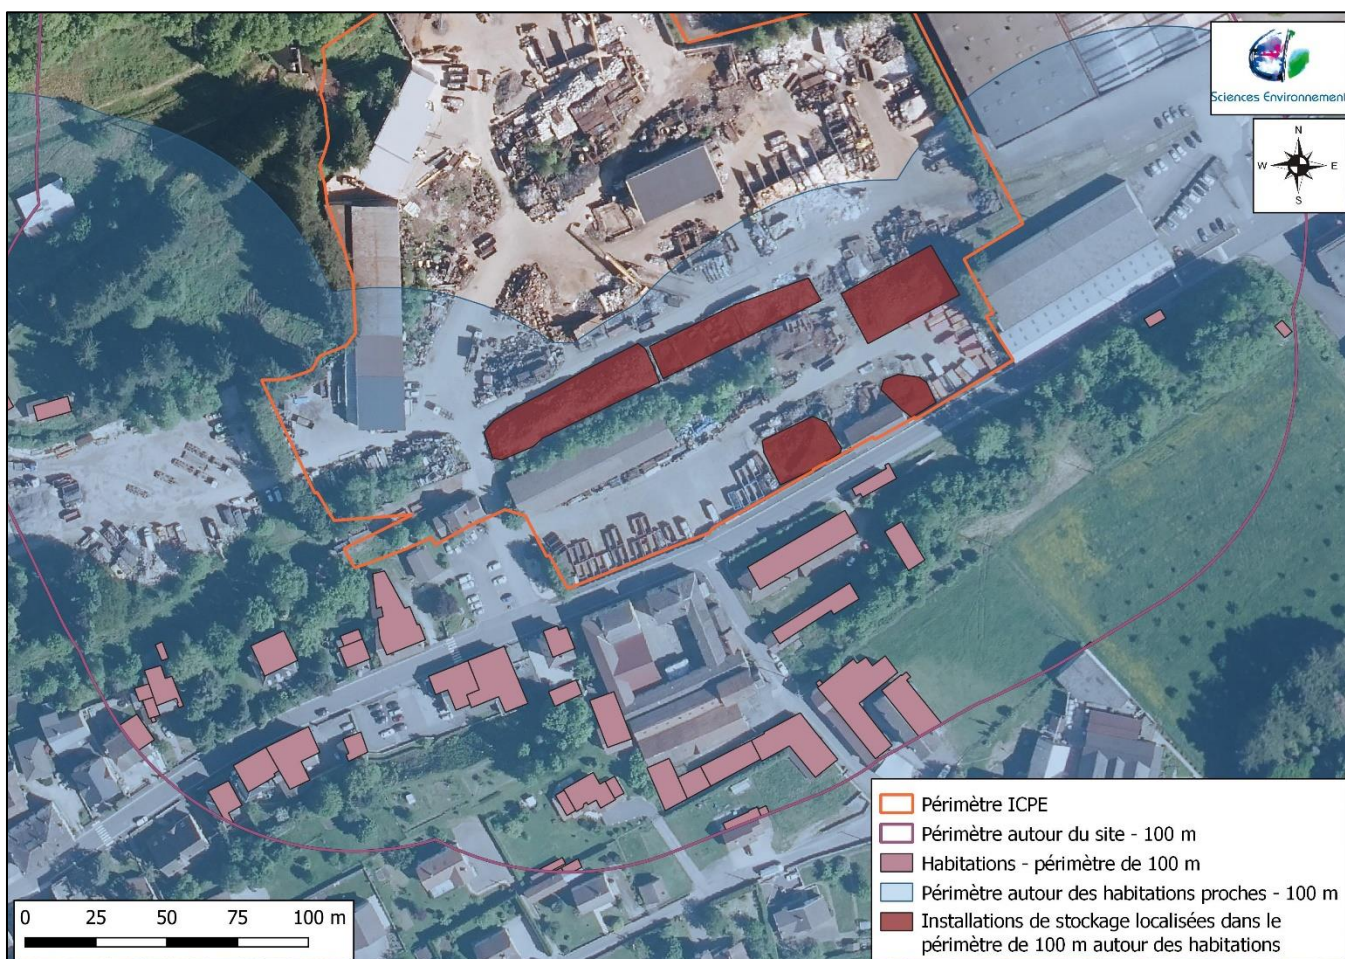 Sciences Environnement
N
W E
S
Périmètre ICPE
Périmètre autour du site - 100 m
Habitations - périmètre de 100 m
Périmètre autour des habitations proches - 100 m
Installations de stockage localisées dans le
périmètre de 100 m autour des habitations
0 25 50 75 100 m